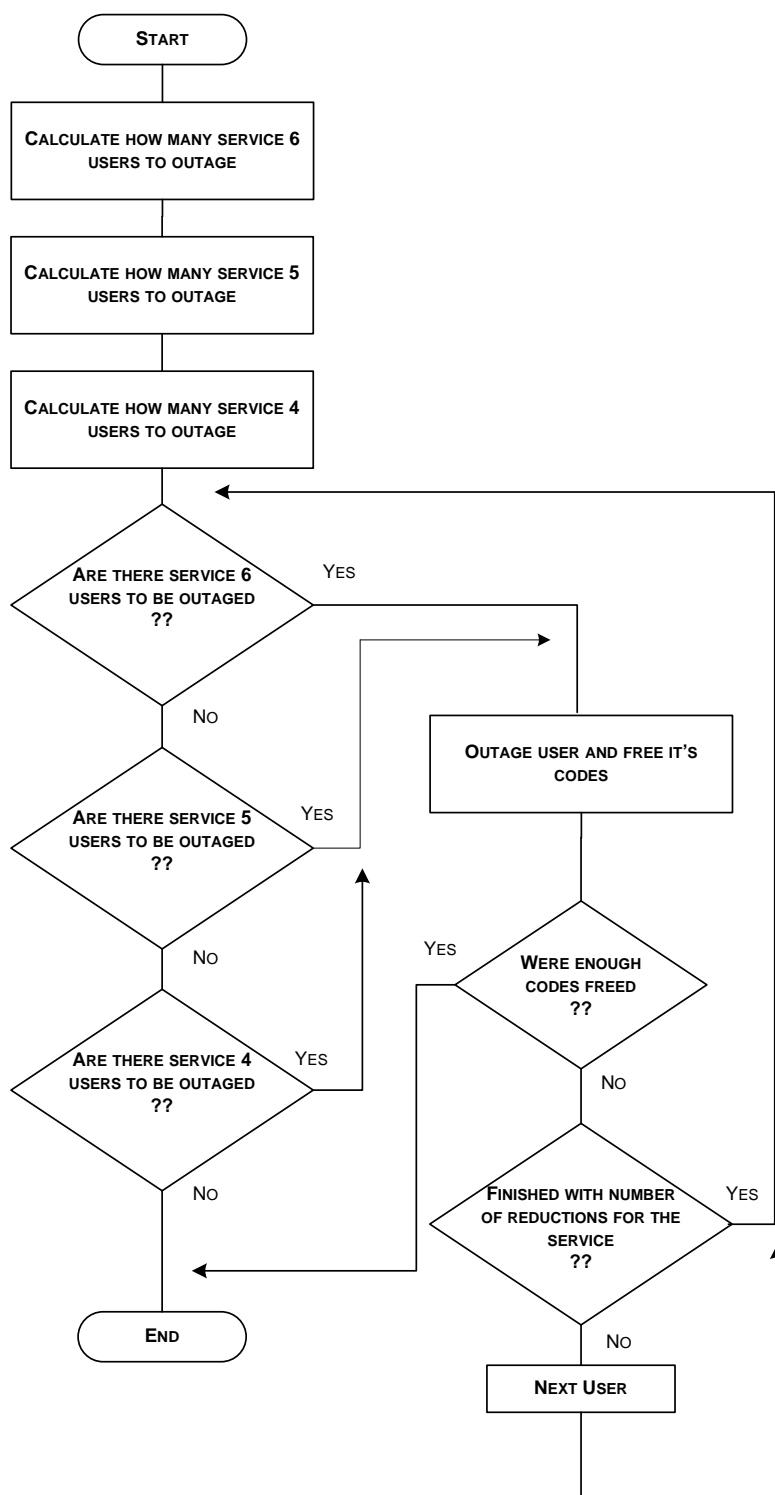 START
CALCULATE HOW MANY SERVICE 6
USERS TO OUTAGE
CALCULATE HOW MANY SERVICE 5
USERS TO OUTAGE
CALCULATE HOW MANY SERVICE 4
USERS TO OUTAGE
ARE THERE SERVICE 6
USERS TO BE OUTAGED
??
YES
NO
OUTAGE USER AND FREE IT'S
CODES
ARE THERE SERVICE 5
USERS TO BE OUTAGED
??
YES
NO
WERE ENOUGH
CODES FREED
??
YES
NO
ARE THERE SERVICE 4
USERS TO BE OUTAGED
??
YES
NO
FINISHED WITH NUMBER
OF REDUCTIONS FOR THE
SERVICE
??
YES
NO
END
NEXT USER